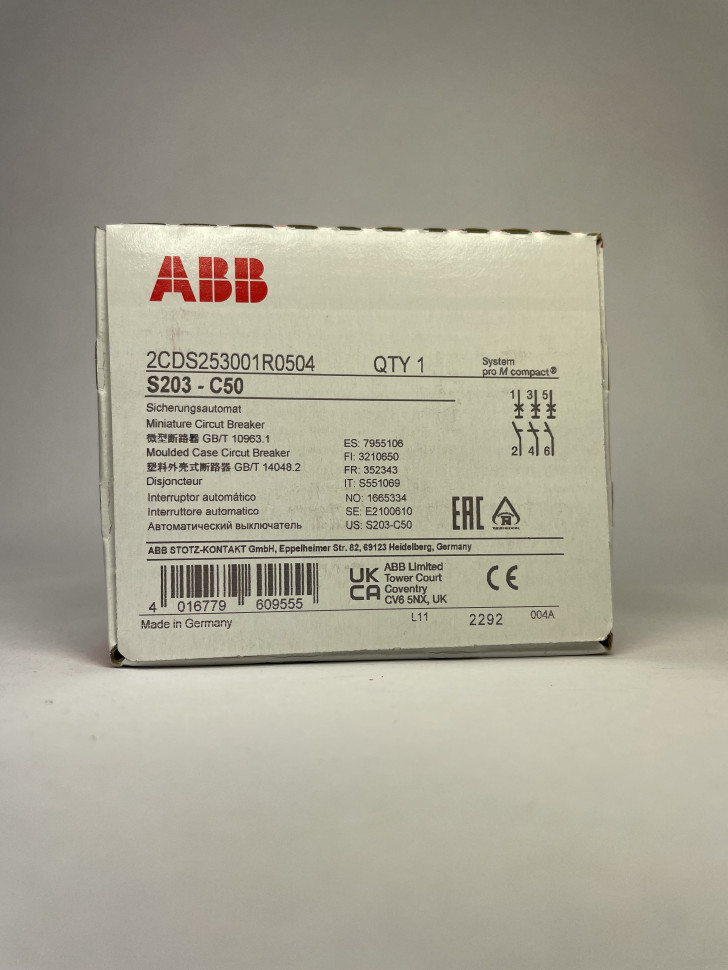 ABB
2CDS253001R0504 QTY 1
System
pro M compact®
S203 - C50
Sicherungsautomat
Miniature Circut Breaker
微型断路器 GB/T 10963.1
Moulded Case Circut Breaker
塑料外壳式断路器 GB/T 14048.2
Disjoncteur
Interruptor automático
Interruttore automatico
Автоматический выключатель
ES: 7955106
FI: 3210650
FR: 352343
IT: S551069
NO: 1665334
SE: E2100610
US: S203-C50
1 3 5
2 4 6
EAC
ABB STOTZ-KONTAKT GmbH, Eppelheimer Str. 82, 69123 Heidelberg, Germany
4 016779 609555
UK
CA
ABB Limited
Tower Court
Coventry
CV6 5NX, UK
CE
Made in Germany
L11 2292 004A